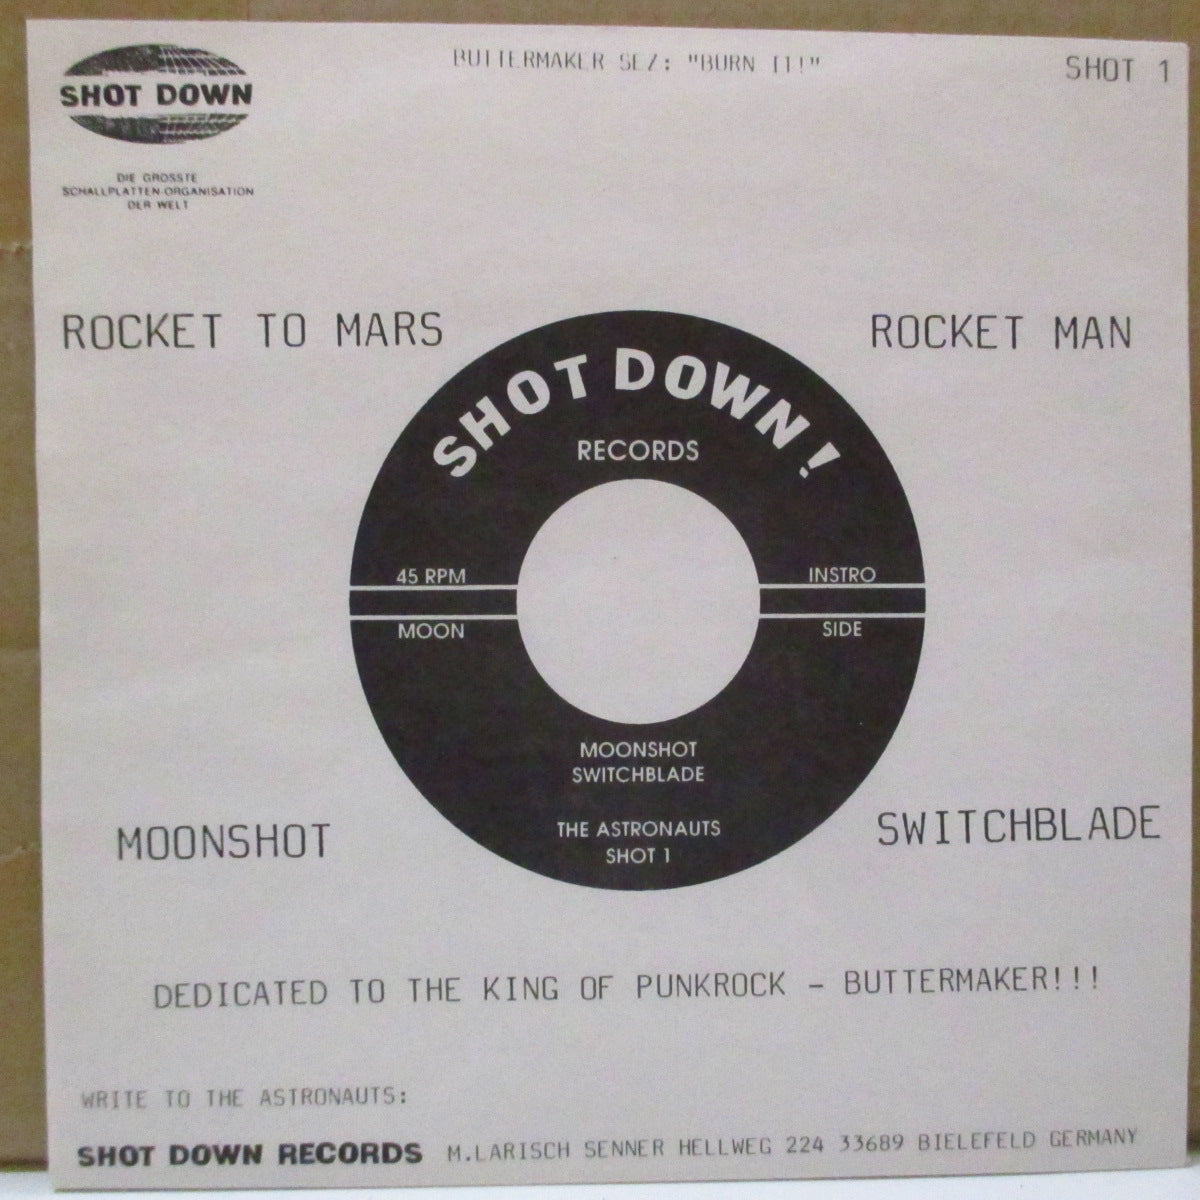 BUTTERMAKER SEZ: "BURN IT!"
SHOT 1
SHOT DOWN
DIE GRÖSSTE
SCHALLPLATTEN-ORGANISATION
DER WELT
ROCKET TO MARS
ROCKET MAN
SHOT DOWN!
RECORDS
45 RPM
INSTRO
MOON
SIDE
MOONSHOT
SWITCHBLADE
THE ASTRONAUTS
SHOT 1
MOONSHOT
SWITCHBLADE
DEDICATED TO THE KING OF PUNKROCK - BUTTERMAKER!!!
WRITE TO THE ASTRONAUTS:
SHOT DOWN RECORDS M.LARISCH SENNER HELLWEG 224 33689 BIELEFELD GERMANY